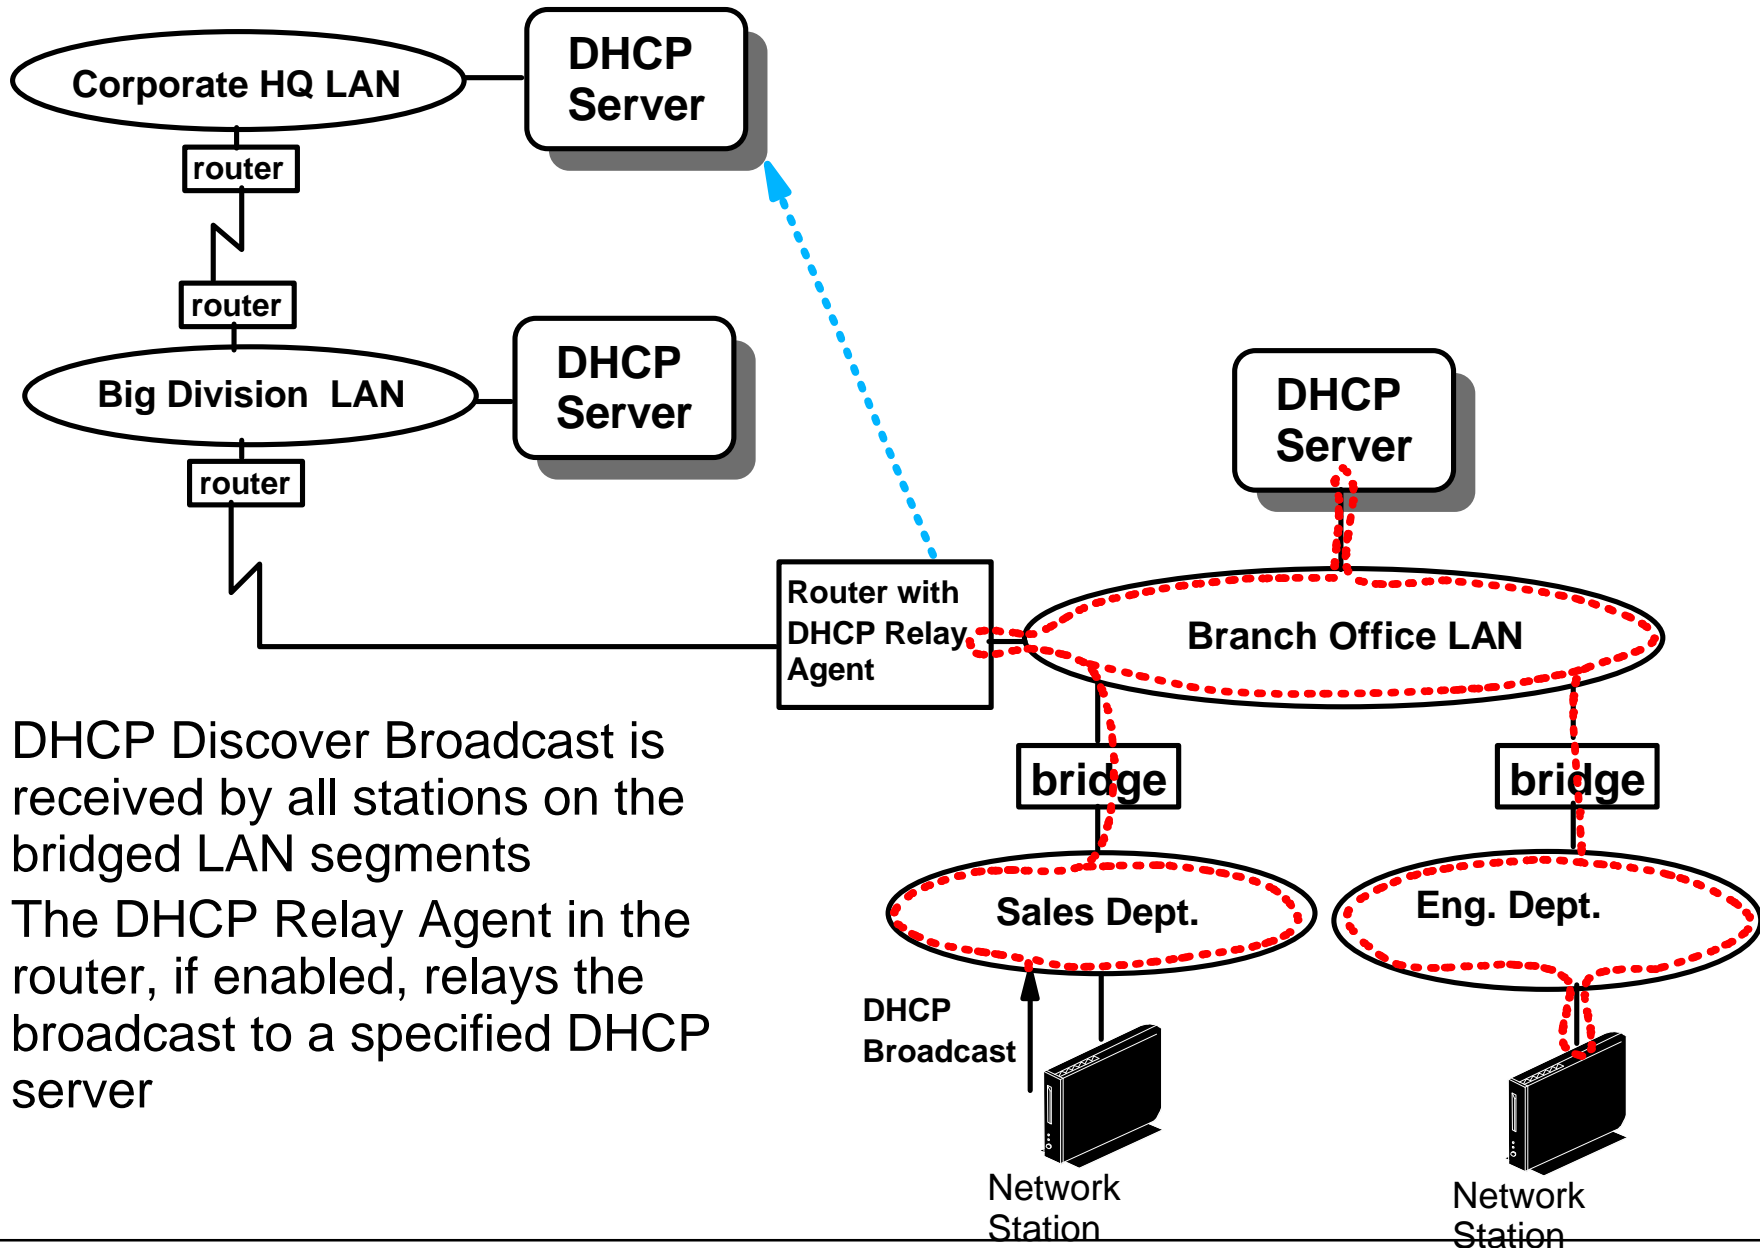 Corporate HQ LAN
DHCP
Server
router
router
Big Division LAN
DHCP
Server
router
DHCP
Server
Router with
DHCP Relay
Agent
Branch Office LAN
bridge
bridge
DHCP Discover Broadcast is
received by all stations on the
bridged LAN segments
The DHCP Relay Agent in the
router, if enabled, relays the
broadcast to a specified DHCP
server
Sales Dept.
Eng. Dept.
DHCP
Broadcast
Network
Station
Network
Station